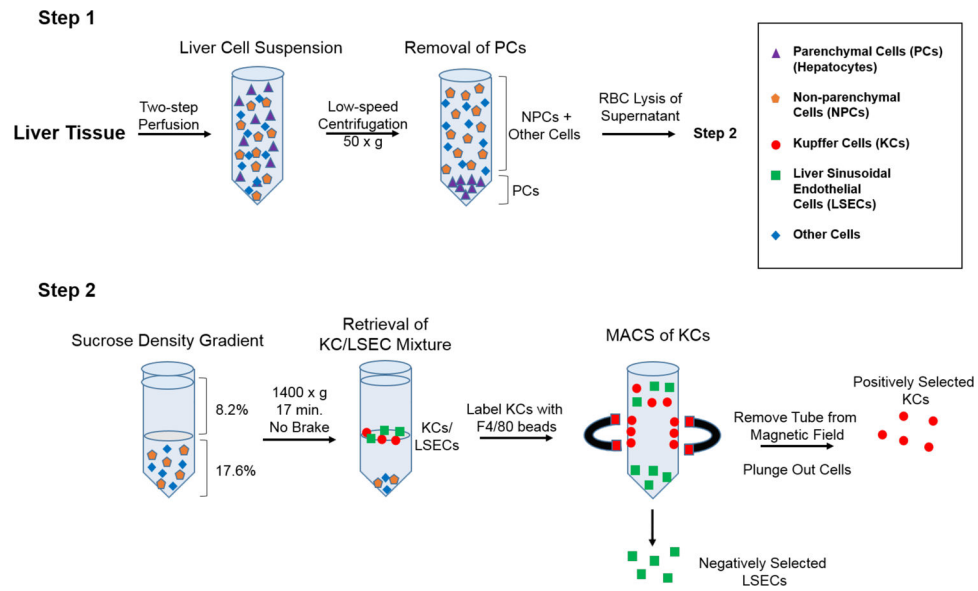 Step 1
Liver Cell Suspension
Removal of PCs
Two-step
Perfusion
Low-speed
Centrifugation
50 x g
NPCs +
Other Cells
RBC Lysis of
Supernatant
Liver Tissue
Step 2
PCs
Parenchymal Cells (PCs)
(Hepatocytes)
Non-parenchymal
Cells (NPCs)
Kupffer Cells (KCs)
Liver Sinusoidal
Endothelial
Cells (LSECs)
Other Cells
Step 2
Sucrose Density Gradient
Retrieval of
KC/LSEC Mixture
MACS of KCs
8.2%
17.6%
1400 x g
17 min.
No Brake
KCs/
LSECs
Label KCs with
F4/80 beads
Remove Tube from
Magnetic Field
Plunge Out Cells
Positively Selected
KCs
Negatively Selected
LSECs